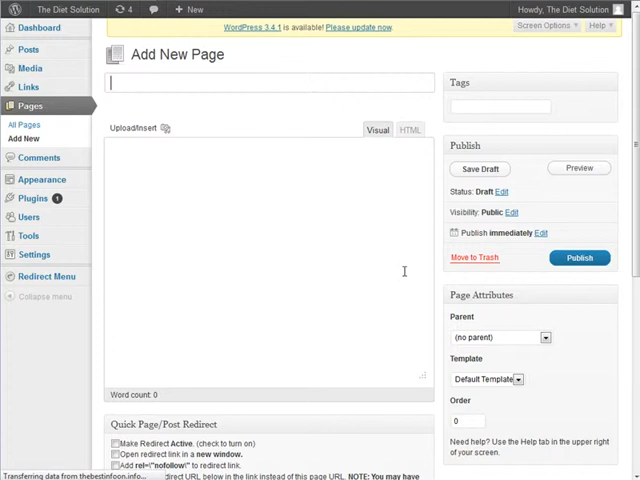 The Diet Solution 4 + New Howdy, The Diet Solution
WordPress 3.4.1 is available! Please update now.
Screen Options Help
Dashboard
Posts
Media
Links
Pages
All Pages
Add New
Comments
Appearance
Plugins 1
Users
Tools
Settings
Redirect Menu
Collapse menu
Add New Page
Upload/Insert
Visual HTML
Word count: 0
Quick Page/Post Redirect
Make Redirect Active. (check to turn on)
Open redirect link in a new window.
Add rel=\"nofollow\" to redirect link.
redirect URL below in the link instead of this page URL. NOTE: You may have
Tags
Publish
Save Draft Preview
Status: Draft Edit
Visibility: Public Edit
Publish immediately Edit
Move to Trash Publish
Page Attributes
Parent
(no parent)
Template
Default Template
Order
0
Need help? Use the Help tab in the upper right
of your screen.
Transferring data from thebestinfoon.info...